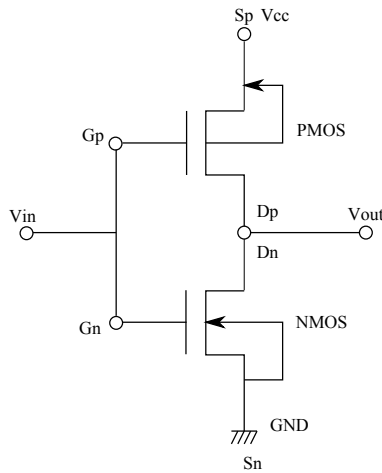 Sp Vcc
Gp
PMOS
Vin
Dp
Vout
Dn
Gn
NMOS
GND
Sn